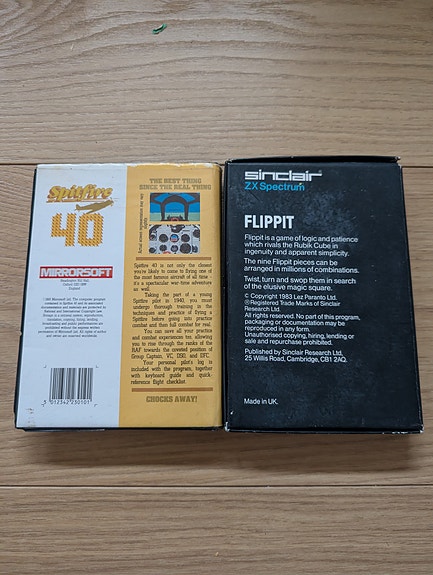 Spitfire
40
MIRRORSOFT
THE BEST THING
SINCE THE REAL THING
Spitfire 40 is not only the closest
you're likely to come to flying one of
the most famous aircraft of all time -
it's a spectacular war-time adventure
as well.
Taking the part of a young
Spitfire pilot in 1940, you must
undergo thorough training in the
techniques and practice of flying a
Spitfire before going into practice
combat and then full combat for real.
You can save all your practice
and combat experiences too, allowing
you to rise through the ranks of the
RAF towards the coveted position of
Group Captain, VC, DSO, and DFC.
Your personal pilot's log is
included with the program, together
with keyboard guide and quick-
reference flight checklist.
CHOCKS AWAY!
5 012342 230101
sinclair
ZX Spectrum
FLIPPIT
Flippit is a game of logic and patience
which rivals the Rubik Cube in
ingenuity and apparent simplicity.
The nine Flippit pieces can be
arranged in millions of combinations.
Twist, turn and swop them in search
of the elusive magic square.
© Copyright 1983 Lez Paranto Ltd.
®Registered Trade Marks of Sinclair
Research Ltd.
All rights reserved. No part of this program,
packaging or documentation may be
reproduced in any form.
Unauthorised copying, hiring, lending or
sale and repurchase prohibited.
Published by Sinclair Research Ltd.
25 Willis Road, Cambridge, CB1 2AQ.
Made in UK.